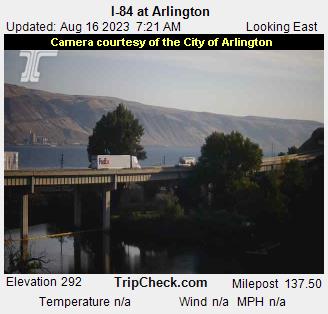 I-84 at Arlington
Updated: Aug 16 2023 7:21 AM Looking East
Camera courtesy of the City of Arlington
FedEx
Elevation 292 TripCheck.com Milepost 137.50
Temperature n/a Wind n/a MPH n/a